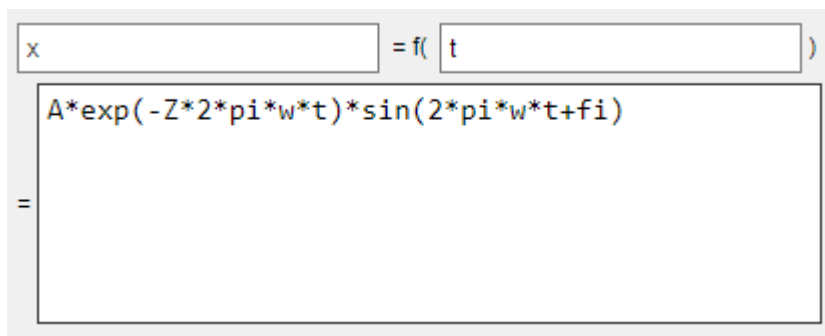 x = f( t )
A*exp(-Z*2*pi*w*t)*sin(2*pi*w*t+fi)
=